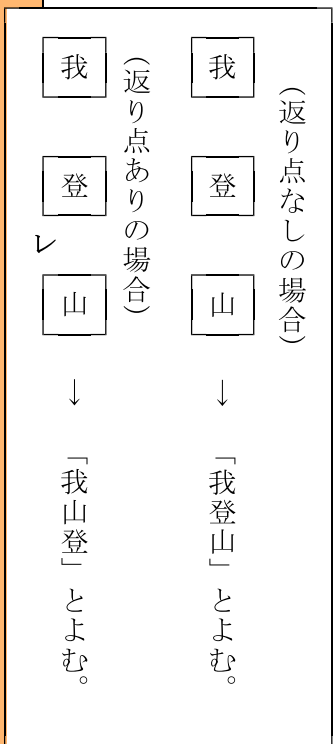 （返り点なしの場合）
我登山→「我登山」とよむ。
（返り点ありの場合）
我登レ山→「我山登」とよむ。